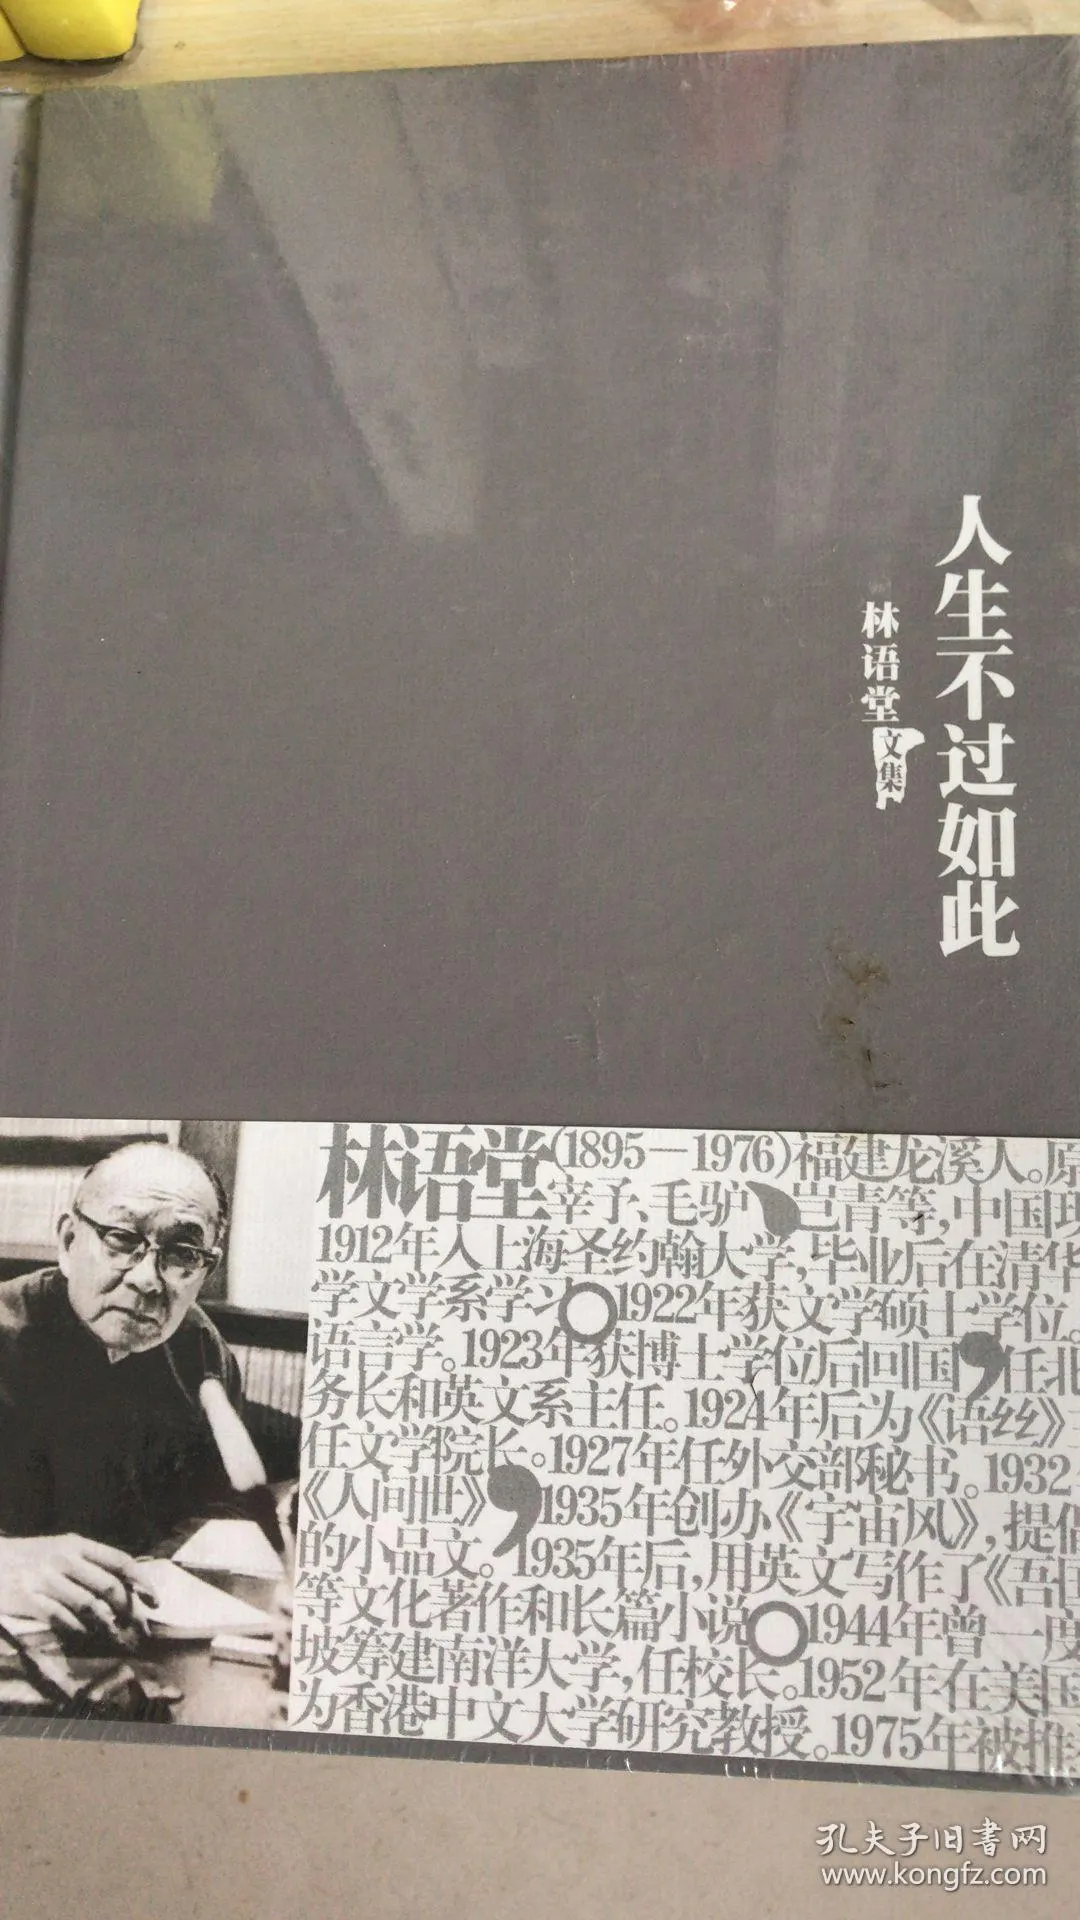 人生不过如此
林语堂文集
林语堂(1895—1976)福建龙溪人。原
宰予、毛驴、岂青等,中国现
1912年入上海圣约翰大学,毕业后在清华
学文学系学习。1922年获文学硕士学位。
语言学。1923年获博士学位后回国,任北
务长和英文系主任。1924年后为《语丝》
任文学院长。1927年任外交部秘书。1932
《人间世》,1935年创办《宇宙风》,提倡
的小品文。1935年后,用英文写作了《吾国
等文化著作和长篇小说。1944年曾一度
坡筹建南洋大学,任校长。1952年在美国
为香港中文大学研究教授。1975年被推
孔夫子旧书网
www.kongfz.com